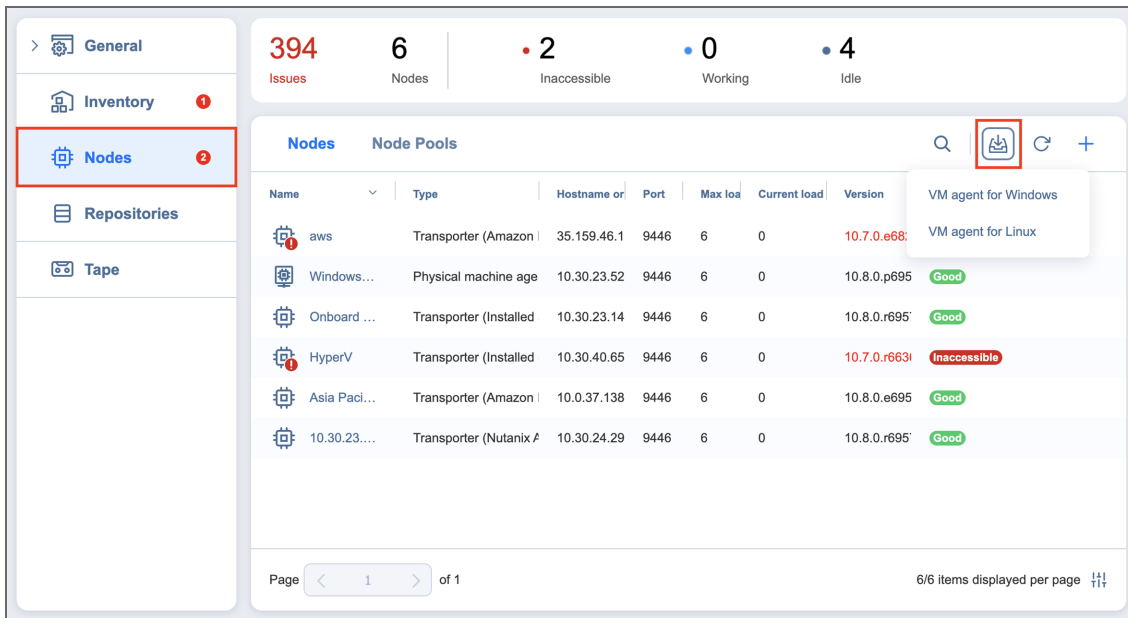 General
Inventory 1
Nodes 2
Repositories
Tape
394 6 2 0 4
Issues Nodes Inaccessible Working Idle
Nodes Node Pools
Name Type Hostname or Port Max loa Current load Version
VM agent for Windows
VM agent for Linux
aws Transporter (Amazon 35.159.46.1 9446 6 0 10.7.0.e68
Windows... Physical machine age 10.30.23.52 9446 6 0 10.8.0.p695 Good
Onboard ... Transporter (Installed 10.30.23.14 9446 6 0 10.8.0.r695 Good
HyperV Transporter (Installed 10.30.40.65 9446 6 0 10.7.0.r663 Inaccessible
Asia Paci... Transporter (Amazon 10.0.37.138 9446 6 0 10.8.0.e695 Good
10.30.23.... Transporter (Nutanix A 10.30.24.29 9446 6 0 10.8.0.r695 Good
Page 1 of 1
6/6 items displayed per page